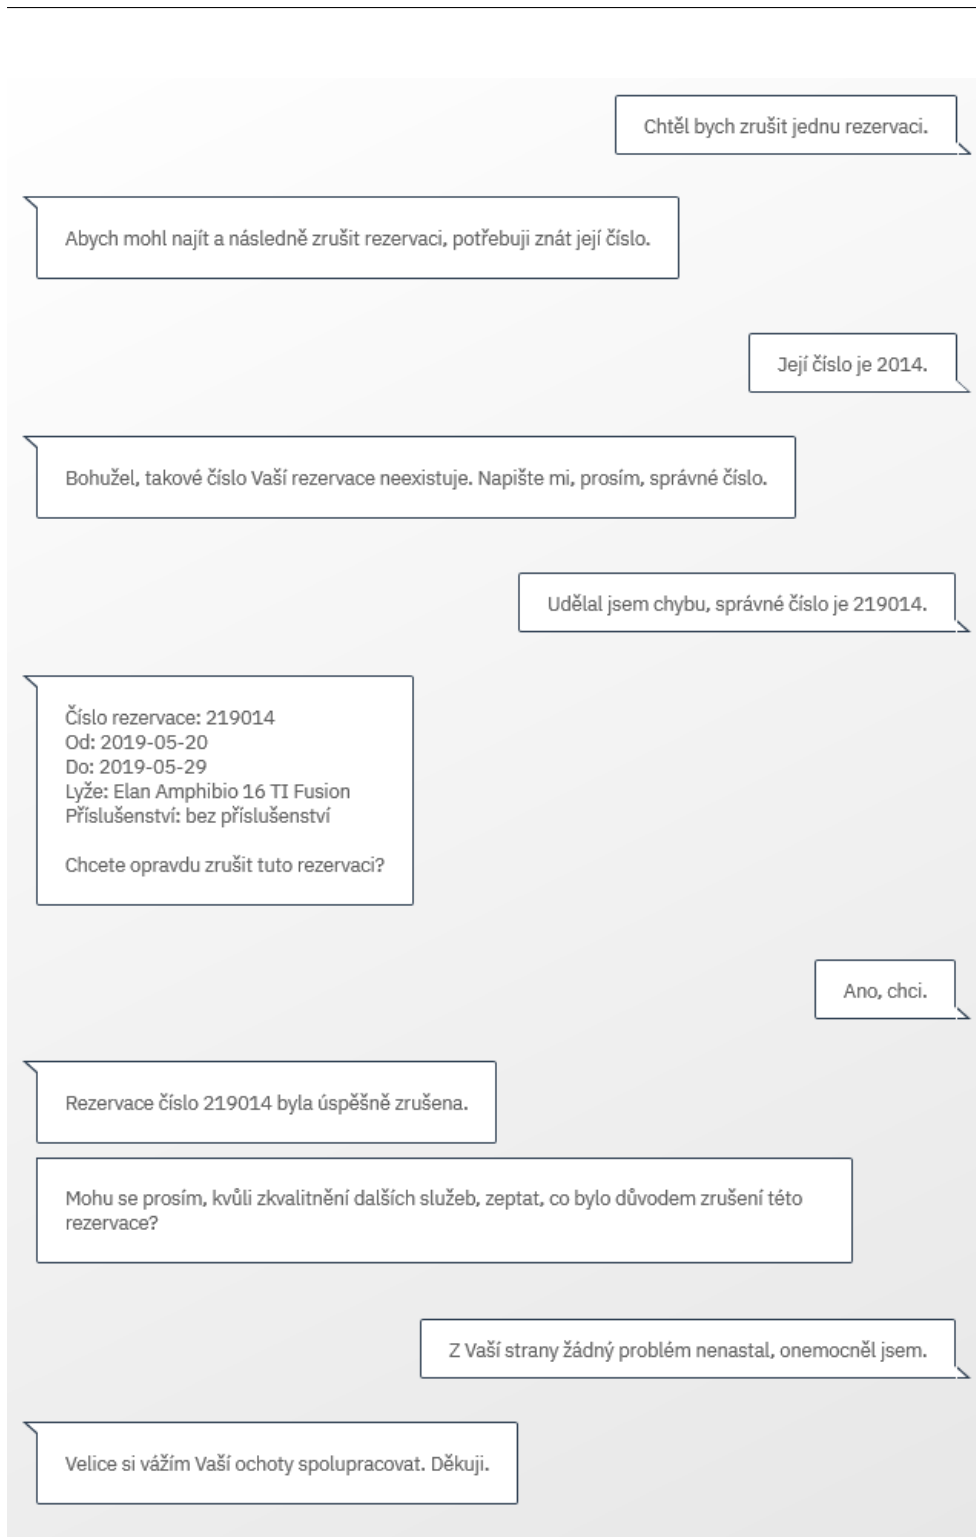 Chtěl bych zrušit jednu rezervaci.
Abych mohl najít a následně zrušit rezervaci, potřebuji znát její číslo.
Její číslo je 2014.
Bohužel, takové číslo Vaší rezervace neexistuje. Napište mi, prosím, správné číslo.
Udělal jsem chybu, správné číslo je 219014.
Číslo rezervace: 219014
Od: 2019-05-20
Do: 2019-05-29
Lyže: Elan Amphibio 16 TI Fusion
Příslušenství: bez příslušenství
Chcete opravdu zrušit tuto rezervaci?
Ano, chci.
Rezervace číslo 219014 byla úspěšně zrušena.
Mohu se prosím, kvůli zkvalitnění dalších služeb, zeptat, co bylo důvodem zrušení této
rezervace?
Z Vaší strany žádný problém nenastal, onemocněl jsem.
Velice si vážím Vaší ochoty spolupracovat. Děkuji.